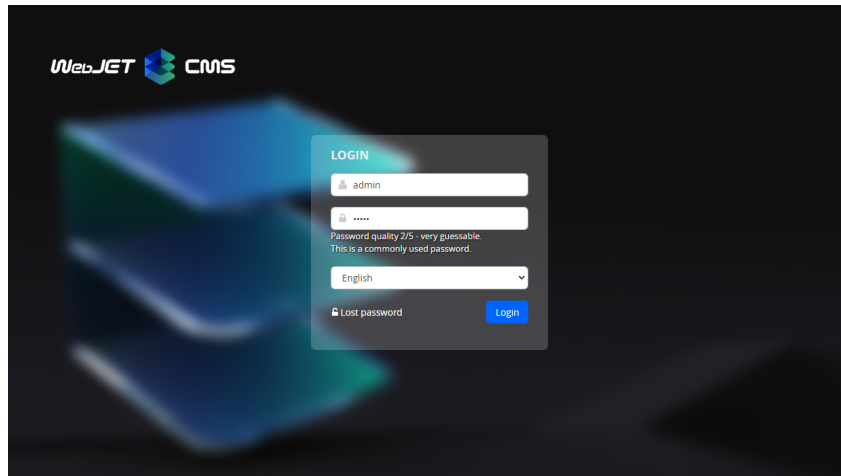 WebJET CMS
LOGIN
admin
•••••
Password quality 2/5 - very guessable.
This is a commonly used password.
English
Lost password
Login